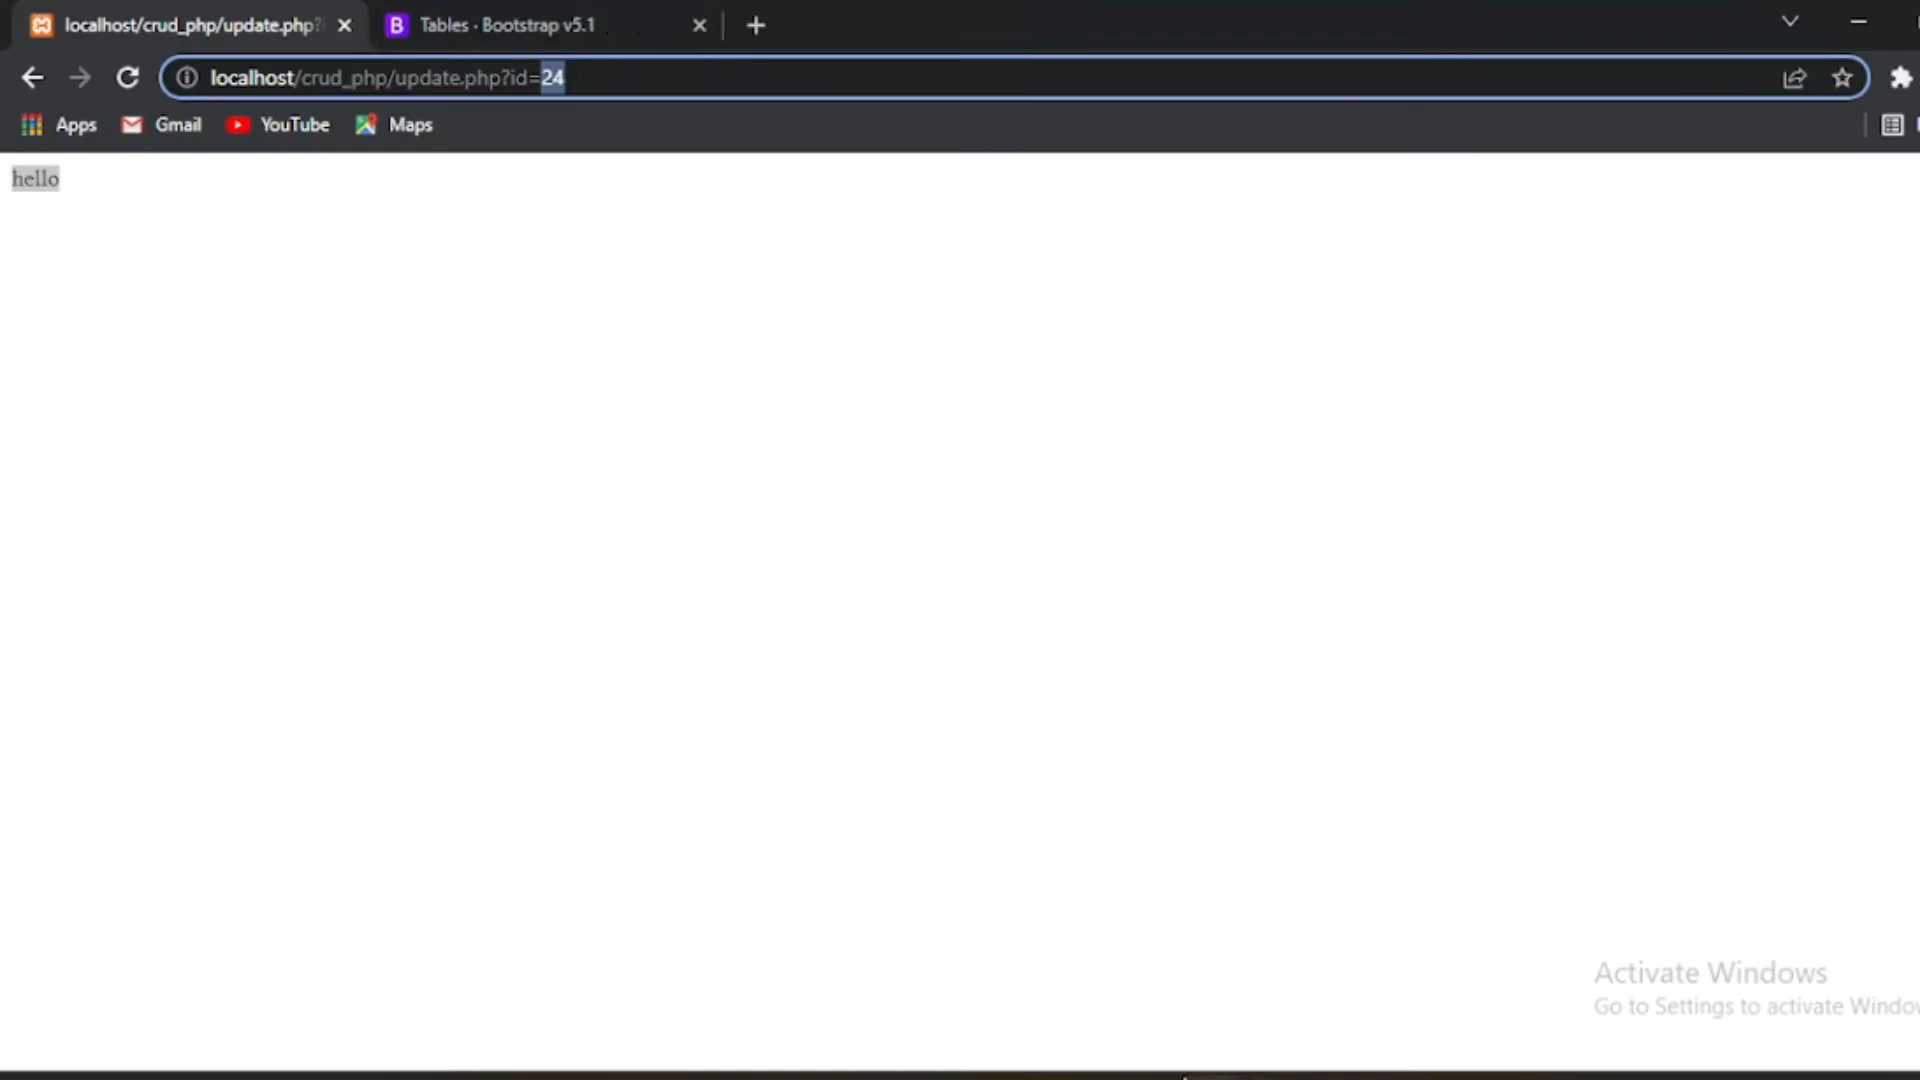 localhost/crud_php/update.php?
Tables · Bootstrap v5.1
localhost/crud_php/update.php?id=24
Apps
Gmail
YouTube
Maps
hello
Activate Windows
Go to Settings to activate Window